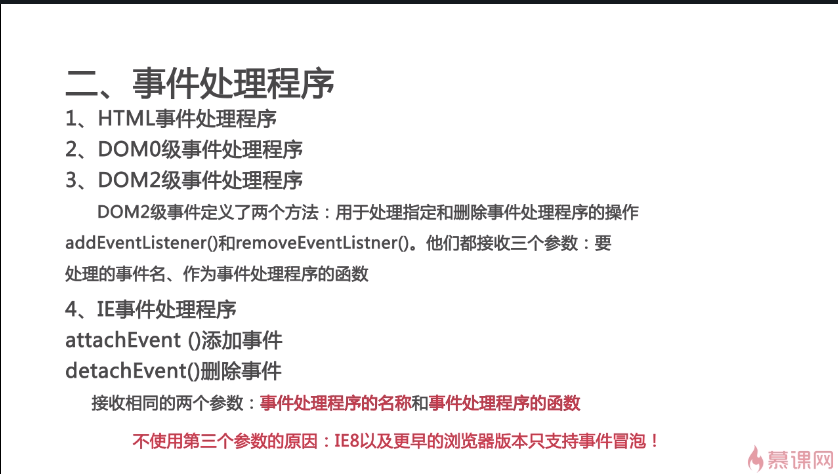 二、事件处理程序
1、HTML事件处理程序
2、DOM0级事件处理程序
3、DOM2级事件处理程序
DOM2级事件定义了两个方法：用于处理指定和删除事件处理程序的操作
addEventListener()和removeEventListner()。他们都接收三个参数：要
处理的事件名、作为事件处理程序的函数
4、IE事件处理程序
attachEvent ()添加事件
detachEvent()删除事件
接收相同的两个参数：事件处理程序的名称和事件处理程序的函数
不使用第三个参数的原因：IE8以及更早的浏览器版本只支持事件冒泡！
慕课网